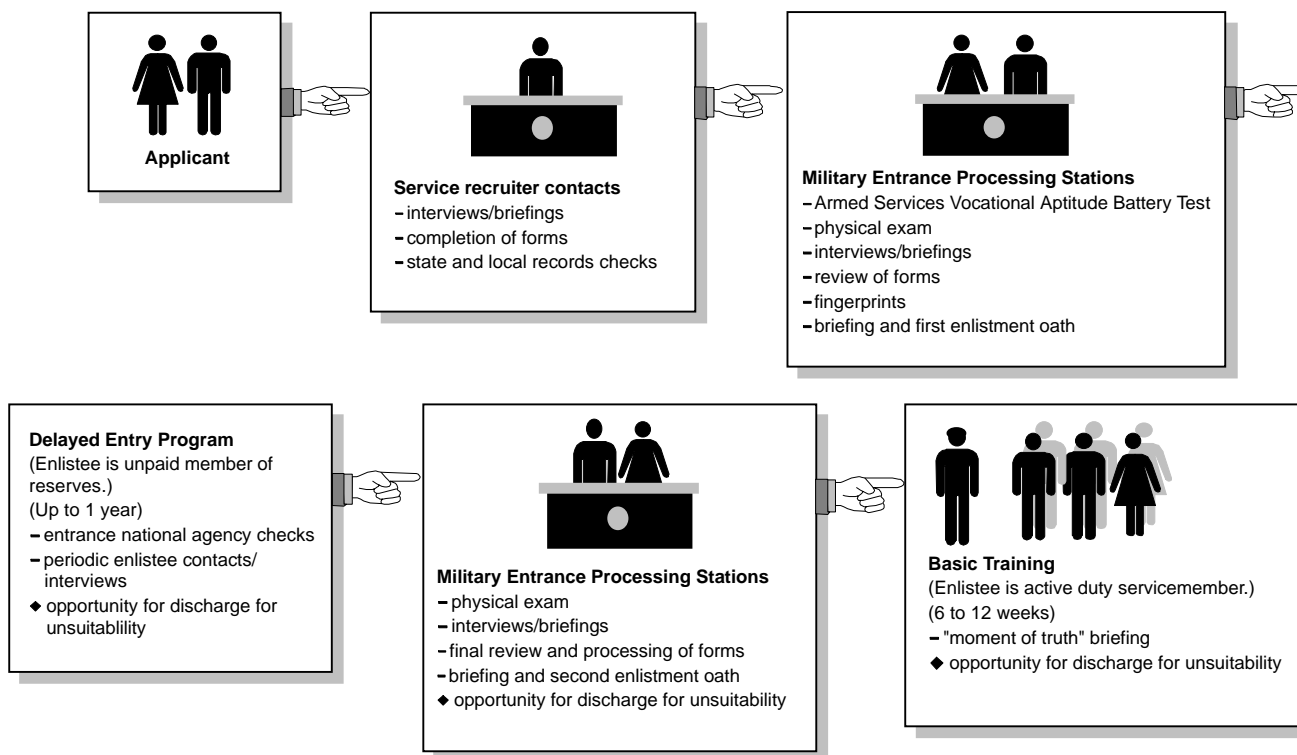 Applicant
Service recruiter contacts
– interviews/briefings
– completion of forms
– state and local records checks
Military Entrance Processing Stations
– Armed Services Vocational Aptitude Battery Test
– physical exam
– interviews/briefings
– review of forms
– fingerprints
– briefing and first enlistment oath
Delayed Entry Program
(Enlistee is unpaid member of
reserves.)
(Up to 1 year)
– entrance national agency checks
– periodic enlistee contacts/
interviews
◆ opportunity for discharge for
unsuitablility
Military Entrance Processing Stations
– physical exam
– interviews/briefings
– final review and processing of forms
– briefing and second enlistment oath
◆ opportunity for discharge for unsuitability
Basic Training
(Enlistee is active duty servicemember.)
(6 to 12 weeks)
– "moment of truth" briefing
◆ opportunity for discharge for unsuitability